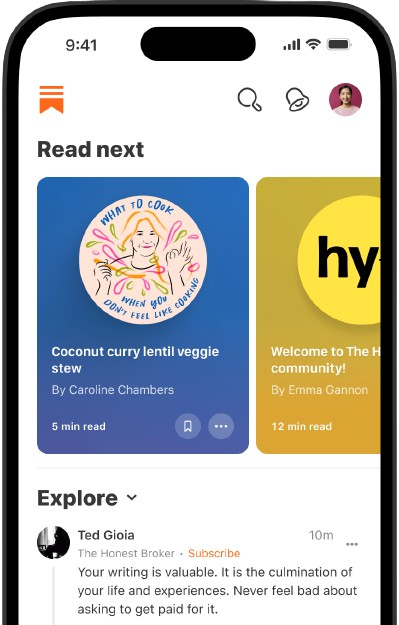 9:41
Read next
WHAT TO COOK
WHEN YOU
DON'T FEEL LIKE COOKING
hy
Coconut curry lentil veggie
stew
By Caroline Chambers
5 min read
Welcome to The H
community!
By Emma Gannon
12 min read
Explore
Ted Gioia
10m
The Honest Broker • Subscribe
Your writing is valuable. It is the culmination of
your life and experiences. Never feel bad about
asking to get paid for it.